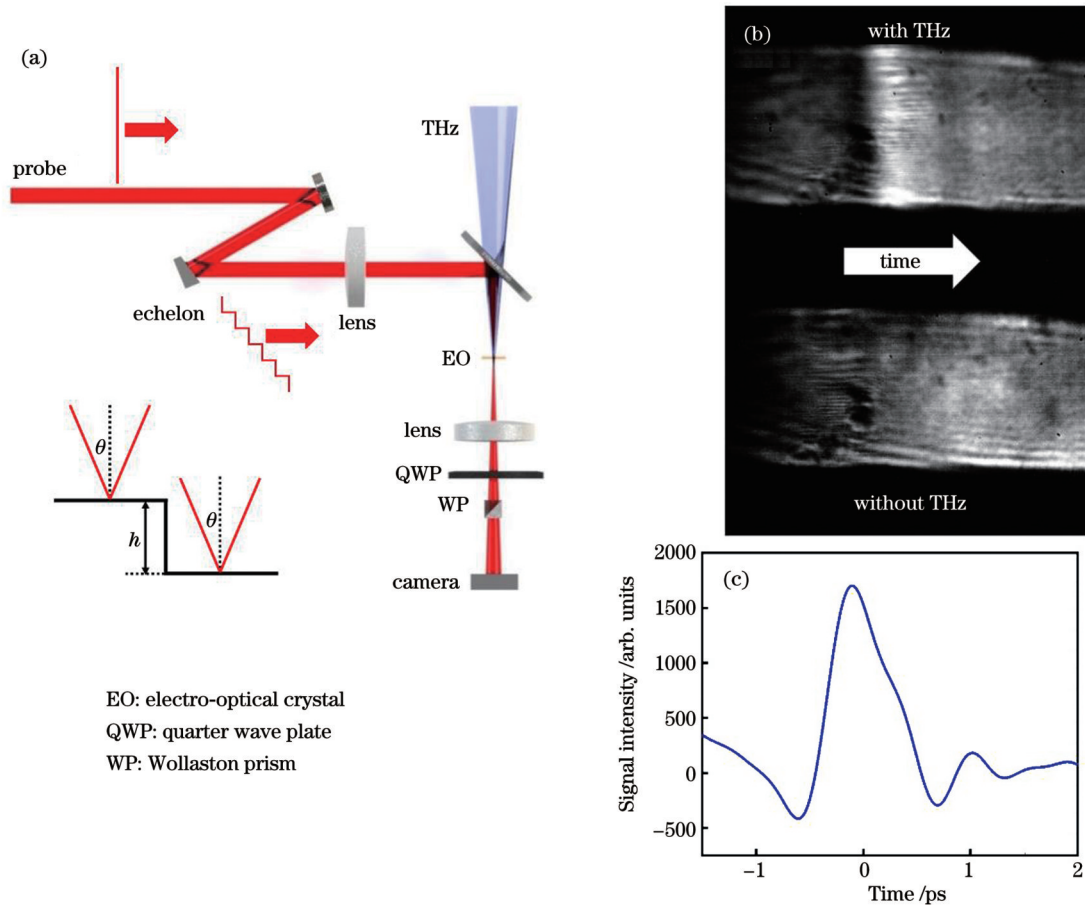 (a)
THz
probe
echelon
lens
EO
θ
θ
h
lens
QWP
WP
camera
EO: electro-optical crystal
QWP: quarter wave plate
WP: Wollaston prism
(b)
with THz
time
without THz
(c)
2000
1500
1000
500
0
−500
Signal intensity /arb. units
−1
0
1
2
Time /ps